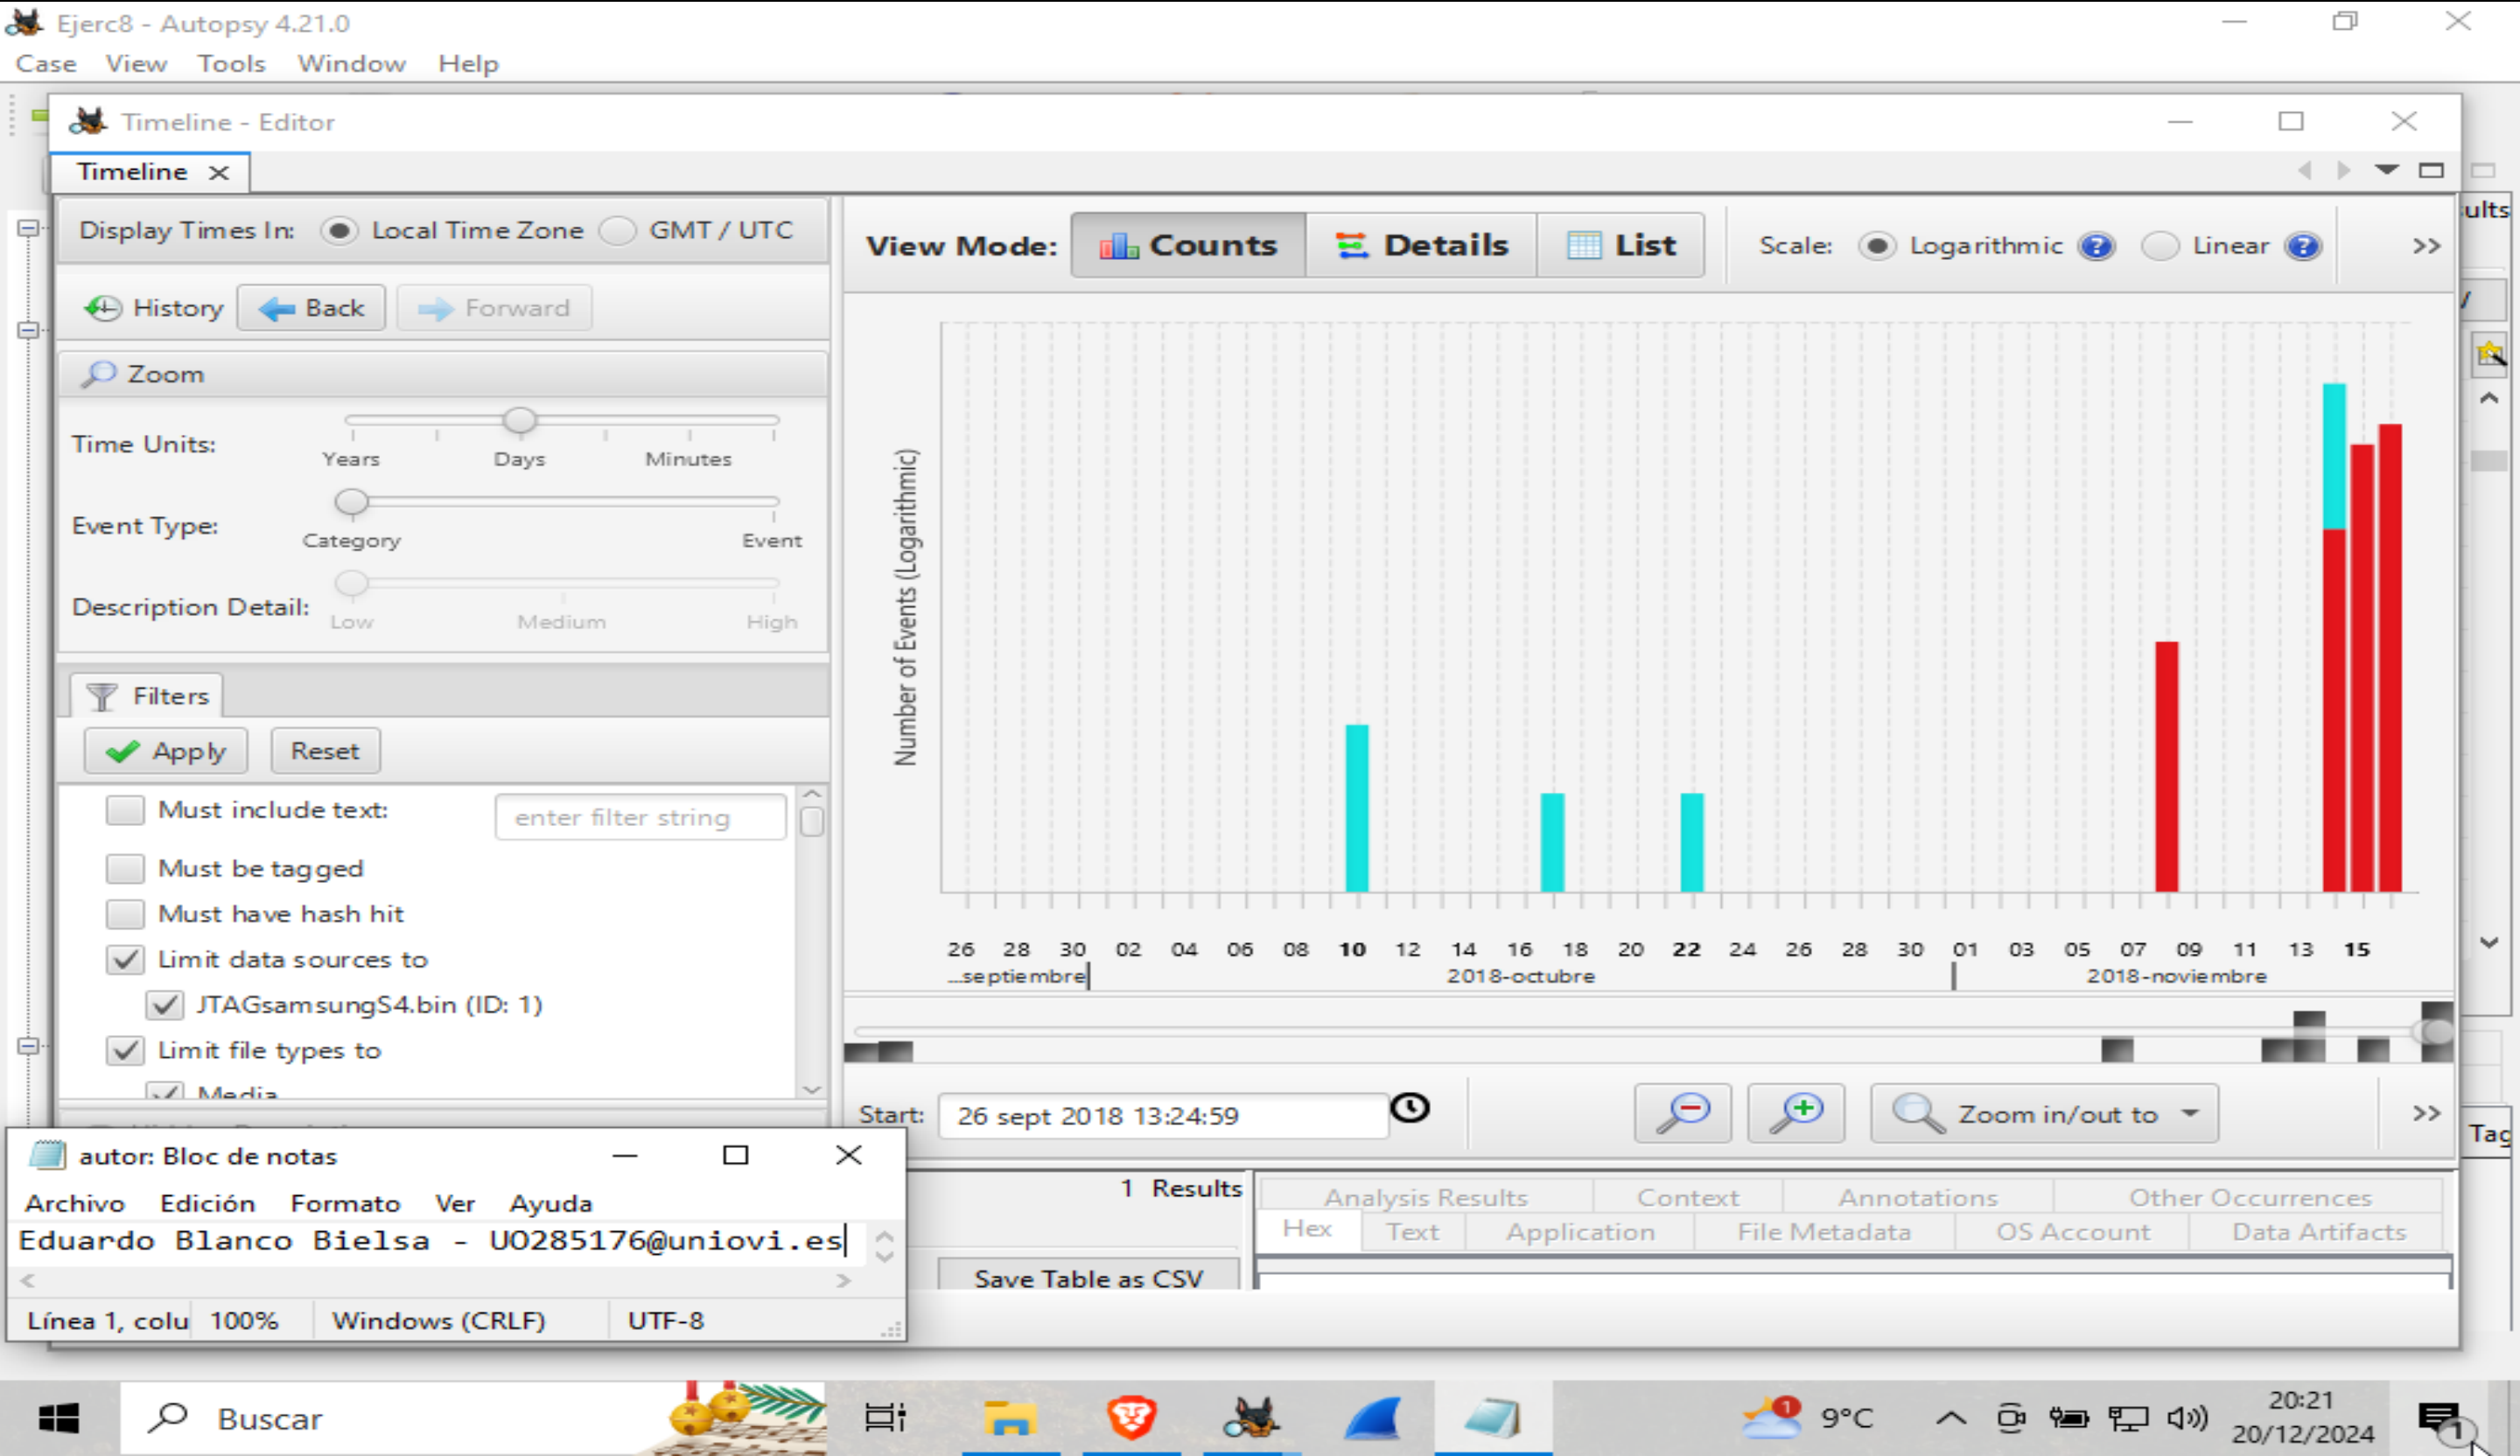 Ejerc8 - Autopsy 4.21.0
Case View Tools Window Help
Timeline - Editor
Timeline
Display Times In: Local Time Zone GMT / UTC
View Mode: Counts Details List Scale: Logarithmic Linear >>
ults
History Back Forward
Zoom
Time Units:
Years Days Minutes
Event Type:
Category Event
Description Detail:
Low Medium High
Filters
Apply Reset
Must include text: enter filter string
Must be tagged
Must have hash hit
Limit data sources to
JTAGsamsungS4.bin (ID: 1)
Limit file types to
Media
Number of Events (Logarithmic)
26 28 30 02 04 06 08 10 12 14 16 18 20 22 24 26 28 30 01 03 05 07 09 11 13 15
...septiembre 2018-octubre 2018-noviembre
Start: 26 sept 2018 13:24:59 Zoom in/out to >>
Tag
1 Results
Analysis Results Context Annotations Other Occurrences
Hex Text Application File Metadata OS Account Data Artifacts
Save Table as CSV
autor: Bloc de notas
Archivo Edición Formato Ver Ayuda
Eduardo Blanco Bielsa - UO285176@uniovi.es
Línea 1, colu 100% Windows (CRLF) UTF-8
Buscar
1
9°C
20:21
20/12/2024
1